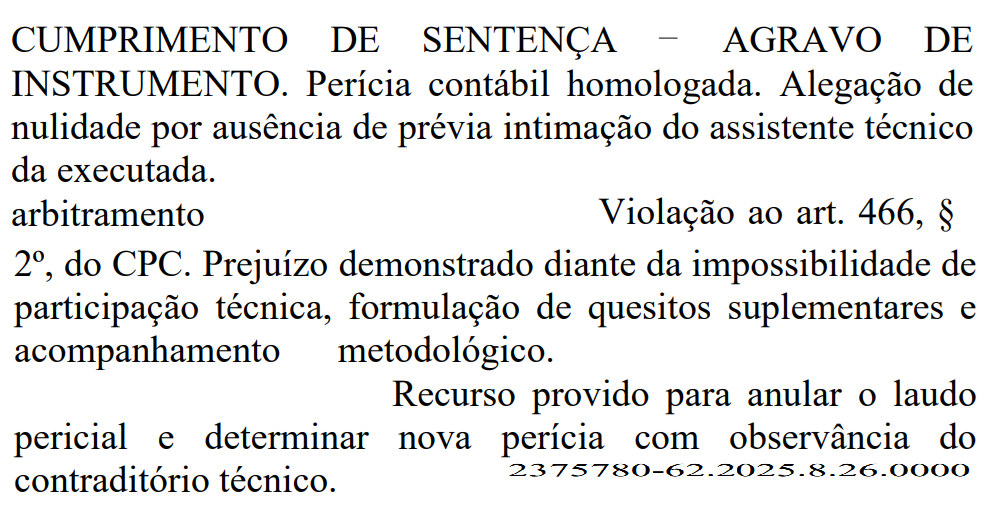 CUMPRIMENTO DE SENTENÇA – AGRAVO DE
INSTRUMENTO. Perícia contábil homologada. Alegação de
nulidade por ausência de prévia intimação do assistente técnico
da executada.
arbitramento Violação ao art. 466, §
2º, do CPC. Prejuízo demonstrado diante da impossibilidade de
participação técnica, formulação de quesitos suplementares e
acompanhamento metodológico.
Recurso provido para anular o laudo
pericial e determinar nova perícia com observância do
contraditório técnico. 2375780-62.2025.8.26.0000